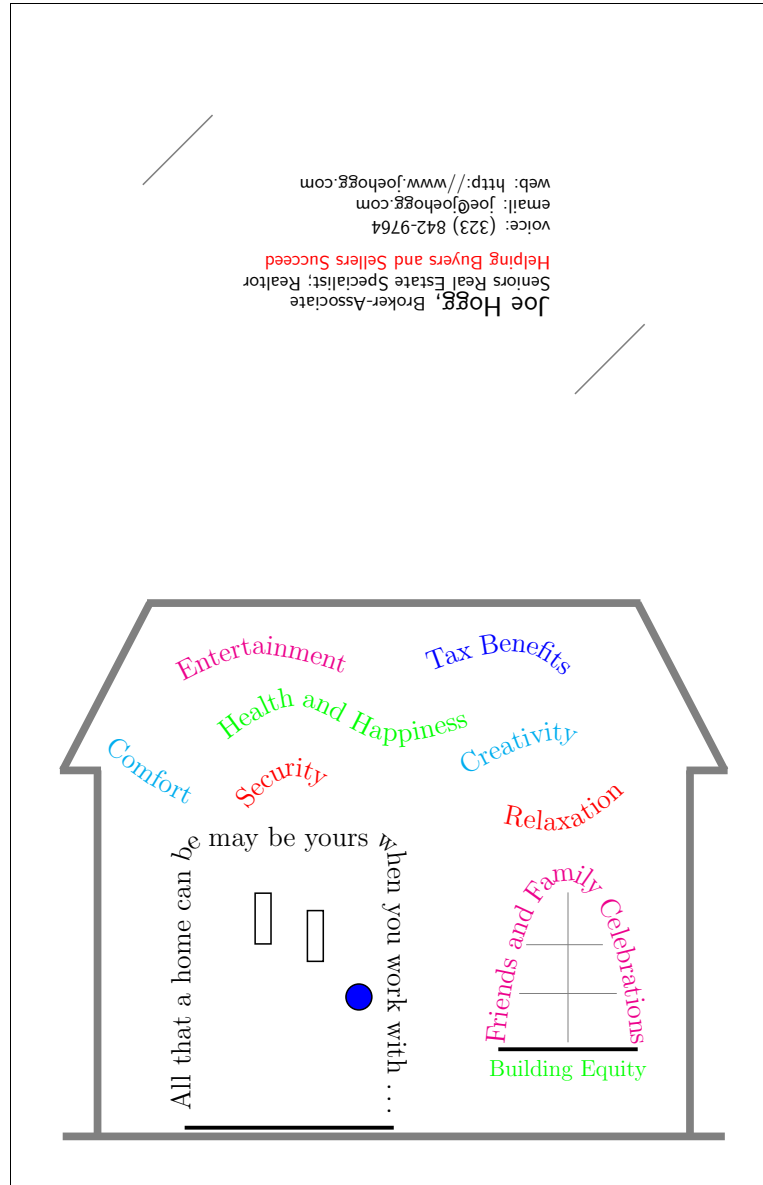 Joe Hogg, Broker-Associate
Seniors Real Estate Specialist; Realtor
Helping Buyers and Sellers Succeed
voice: (323) 842-9764
email: joe@joehogg.com
web: http://www.joehogg.com
Entertainment
Tax Benefits
Health and Happiness
Creativity
Comfort
Security
Relaxation
All that a home can be may be yours when you work with . . .
Friends and Family Celebrations
Building Equity